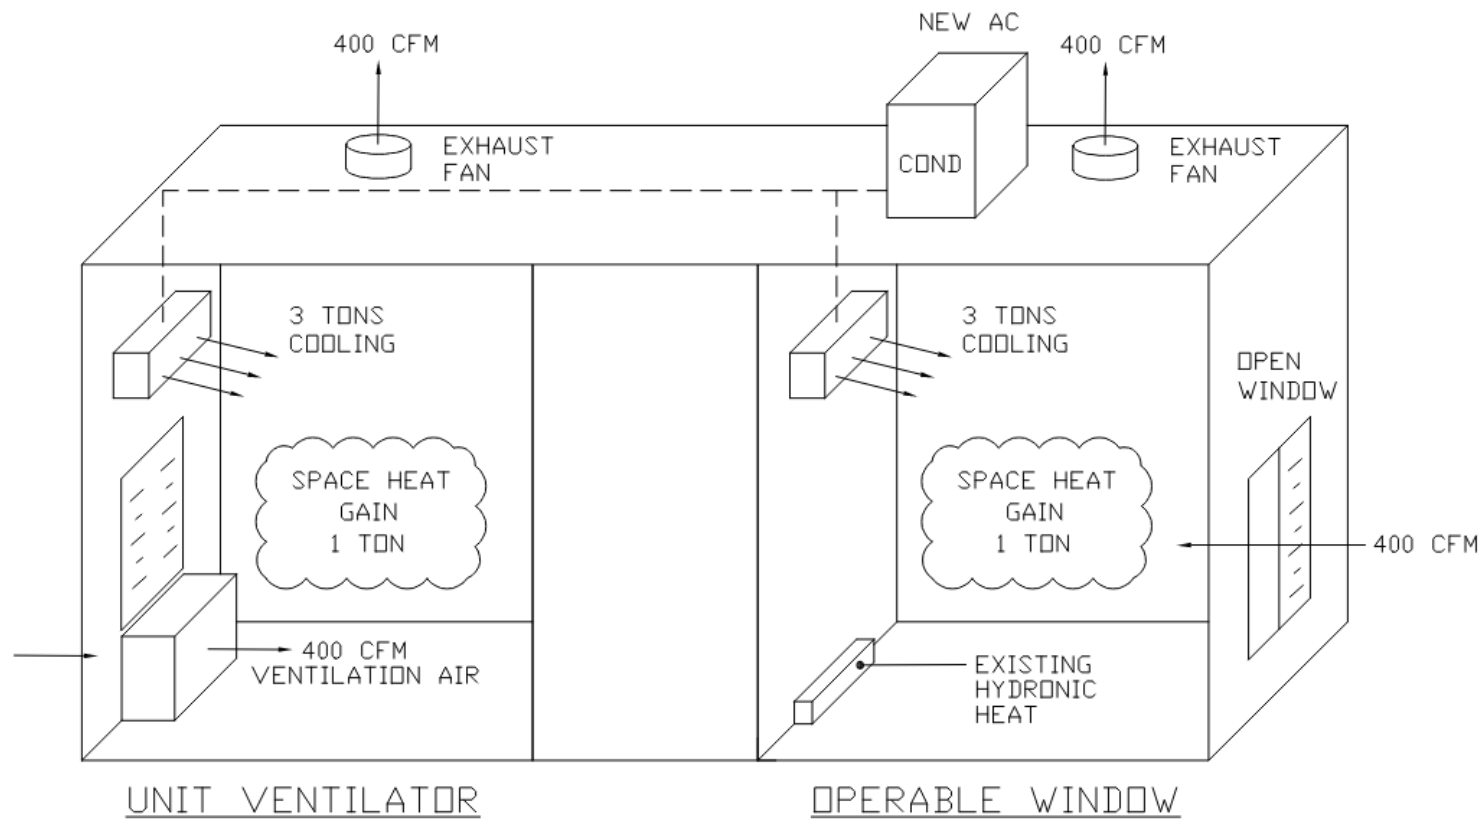 NEW AC
400 CFM
400 CFM
EXHAUST
FAN
COND
EXHAUST
FAN
3 TONS
COOLING
3 TONS
COOLING
OPEN
WINDOW
SPACE HEAT
GAIN
1 TON
SPACE HEAT
GAIN
1 TON
400 CFM
400 CFM
VENTILATION AIR
EXISTING
HYDRONIC
HEAT
UNIT VENTILATOR
OPERABLE WINDOW